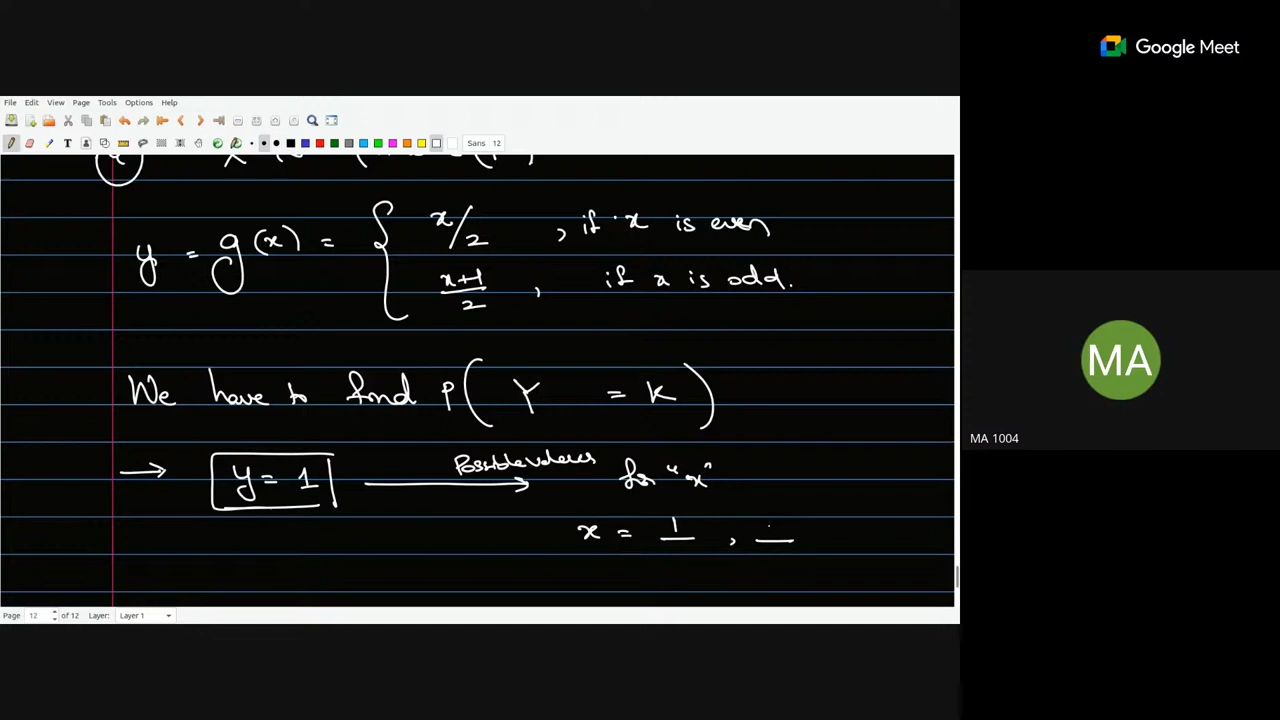 Google Meet
File Edit View Page Tools Options Help
Sans 12
y = g(x) = { x/2 , if x is even
x+1/2 , if x is odd.
We have to find P( Y = K )
→ y = 1 Possible values for "x"
x = 1 ,
MA
MA 1004
Page 12 of 12 Layer: Layer 1